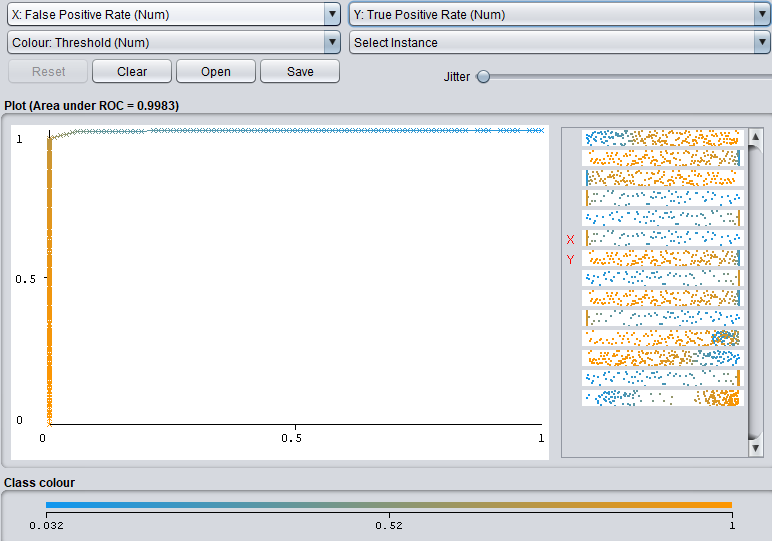 X: False Positive Rate (Num)
Y: True Positive Rate (Num)
Colour: Threshold (Num)
Select Instance
Reset
Clear
Open
Save
Jitter
Plot (Area under ROC = 0.9983)
1
0.5
0
0
0.5
1
X
Y
Class colour
0.032
0.52
1